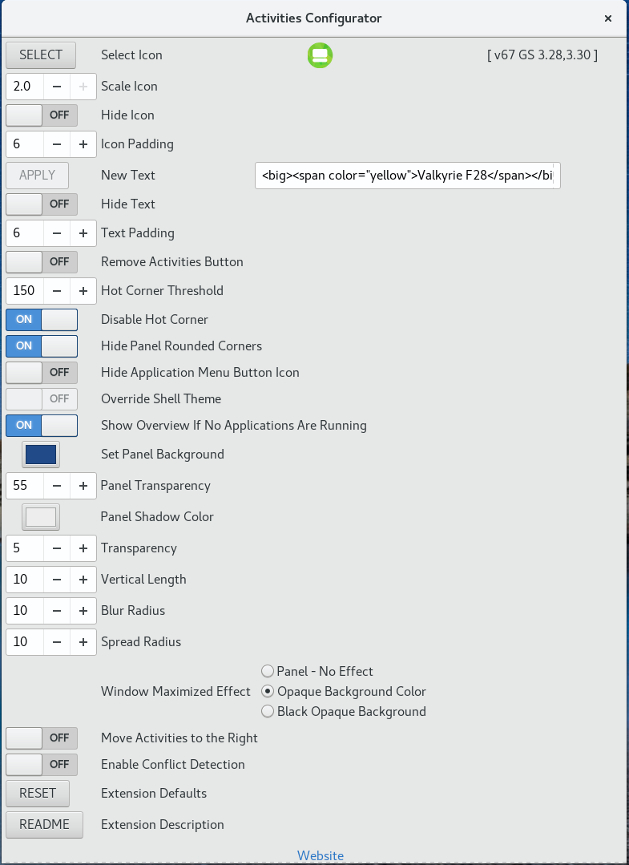 Activities Configurator ×
SELECT Select Icon [ v67 GS 3.28,3.30 ]
2.0 − + Scale Icon
OFF Hide Icon
6 − + Icon Padding
APPLY New Text <big><span color="yellow">Valkyrie F28</span></bi
OFF Hide Text
6 − + Text Padding
OFF Remove Activities Button
150 − + Hot Corner Threshold
ON Disable Hot Corner
ON Hide Panel Rounded Corners
OFF Hide Application Menu Button Icon
OFF Override Shell Theme
ON Show Overview If No Applications Are Running
Set Panel Background
55 − + Panel Transparency
Panel Shadow Color
5 − + Transparency
10 − + Vertical Length
10 − + Blur Radius
10 − + Spread Radius
Panel - No Effect
Window Maximized Effect Opaque Background Color
Black Opaque Background
OFF Move Activities to the Right
OFF Enable Conflict Detection
RESET Extension Defaults
README Extension Description
Website